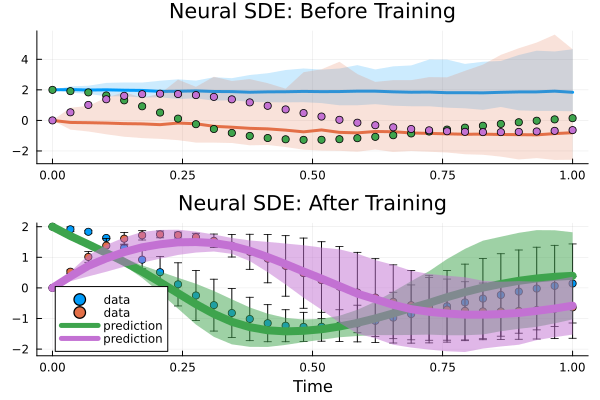 Neural SDE: Before Training
4
2
0
−2
0.00 0.25 0.50 0.75 1.00
Neural SDE: After Training
2
1
0
−1
−2
data
data
prediction
prediction
0.00 0.25 0.50 0.75 1.00
Time